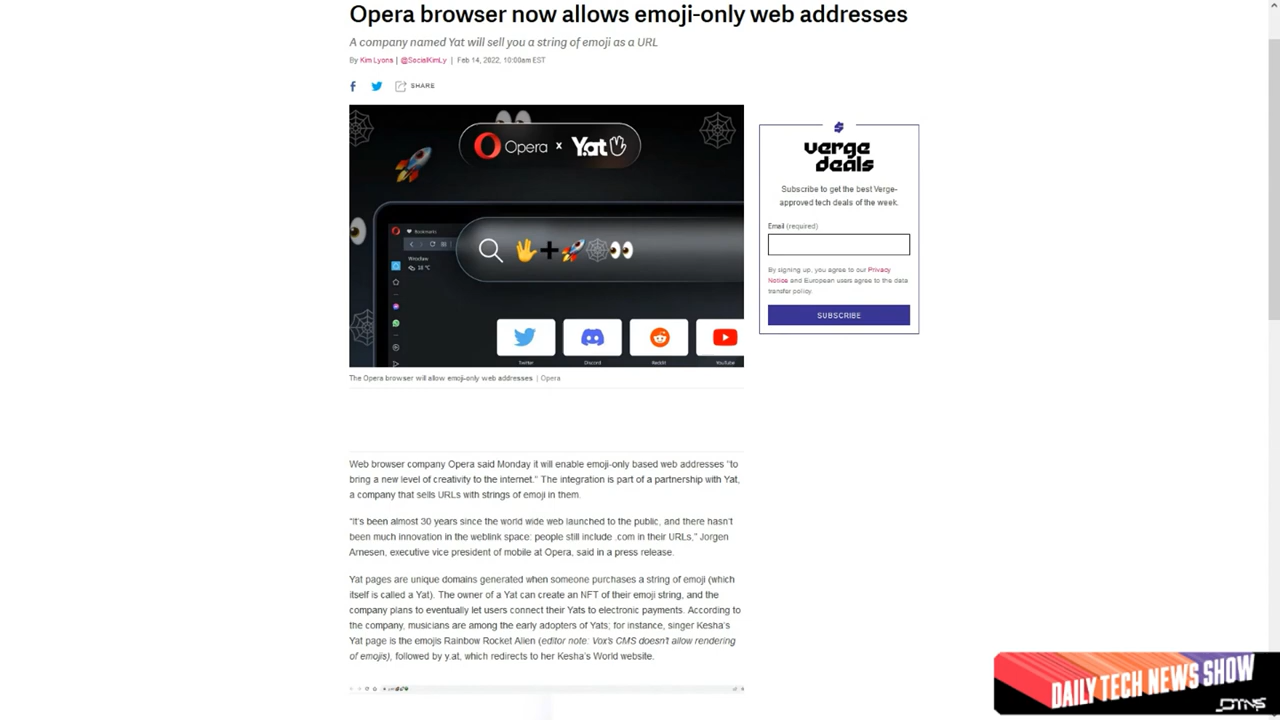 Opera browser now allows emoji-only web addresses
A company named Yat will sell you a string of emoji as a URL
By Kim Lyons | @SocialKimLy | Feb 14, 2022, 10:00am EST
SHARE
Opera x Y.at
Bookmarks
Wrocław
Twitter
Discord
Reddit
YouTube
The Opera browser will allow emoji-only web addresses | Opera
verge
deals
Subscribe to get the best Verge-
approved tech deals of the week.
Email (required)
By signing up, you agree to our Privacy
Notice and European users agree to the data
transfer policy.
SUBSCRIBE
Web browser company Opera said Monday it will enable emoji-only based web addresses “to
bring a new level of creativity to the internet.” The integration is part of a partnership with Yat,
a company that sells URLs with strings of emoji in them.
“It’s been almost 30 years since the world wide web launched to the public, and there hasn’t
been much innovation in the weblink space: people still include .com in their URLs,” Jorgen
Arnesen, executive vice president of mobile at Opera, said in a press release.
Yat pages are unique domains generated when someone purchases a string of emoji (which
itself is called a Yat). The owner of a Yat can create an NFT of their emoji string, and the
company plans to eventually let users connect their Yats to electronic payments. According to
the company, musicians are among the early adopters of Yats; for instance, singer Kesha’s
Yat page is the emojis Rainbow Rocket Alien (editor note: Vox’s CMS doesn’t allow rendering
of emojis), followed by y.at, which redirects to her Kesha’s World website.
DAILY TECH NEWS SHOW
DTNS